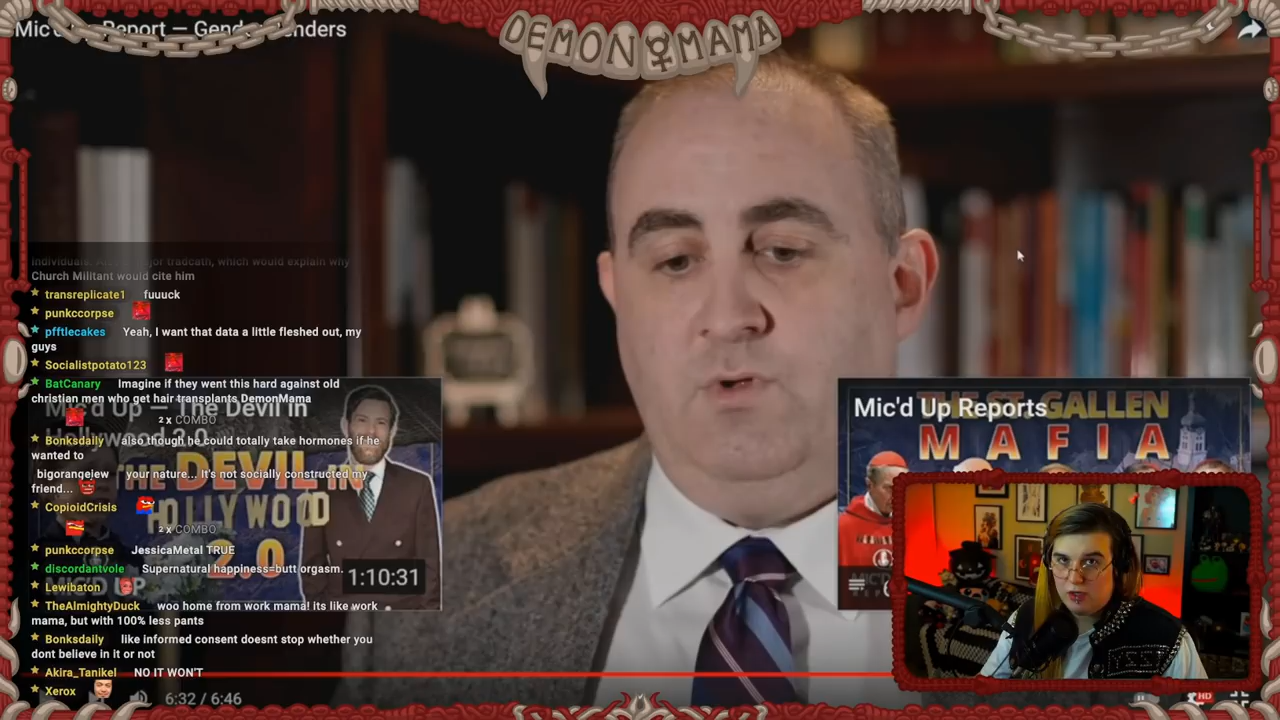 DEMON MAMA
Church Militant would cite him
transreplicate1 fuuuck
punkccorpse
pfftlecakes Yeah, I want that data a little fleshed out, my
guys
Socialistpotato123
BatCanary Imagine if they went this hard against old
christian men who get hair transplants DemonMama
Mic'd Up — The Devil in
2 x COMBO
Bonksdaily also though he could totally take hormones if he
wanted to
bigorangejew your nature... It's not socially constructed my
friend...
THE DEVIL IN
CopioidCrisis
HOLLYWOOD
2 x COMBO
2.0
punkccorpse JessicaMetal TRUE
discordantvole Supernatural happiness=butt orgasm.
1:10:31
Lewibaton
MIC'D UP
TheAlmightyDuck woo home from work mama! its like work
mama, but with 100% less pants
Bonksdaily like informed consent doesnt stop whether you
dont believe in it or not
Akira_Tanikel NO IT WON'T
Xerox
6:32 / 6:46
THE ST. GALLEN
Mic'd Up Reports
MAFIA
HD